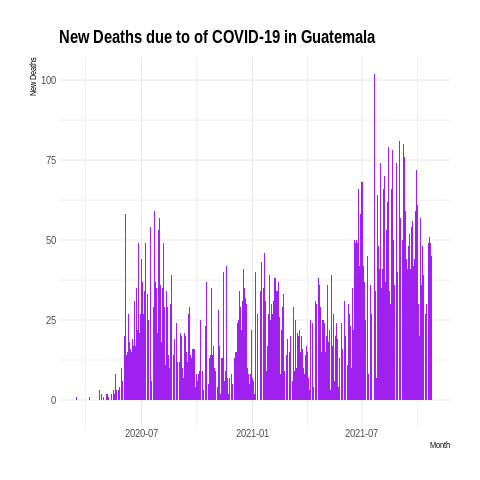 New Deaths due to of COVID-19 in Guatemala
New Deaths
100
75
50
25
0
2020-07
2021-01
2021-07
Month